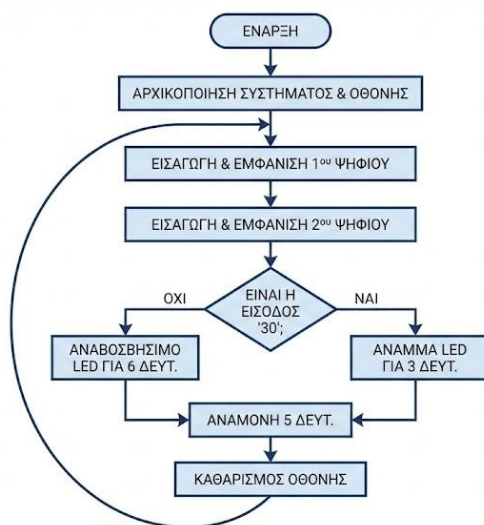 ΕΝΑΡΞΗ
ΑΡΧΙΚΟΠΟΙΗΣΗ ΣΥΣΤΗΜΑΤΟΣ & ΟΘΟΝΗΣ
ΕΙΣΑΓΩΓΗ & ΕΜΦΑΝΙΣΗ 1ου ΨΗΦΙΟΥ
ΕΙΣΑΓΩΓΗ & ΕΜΦΑΝΙΣΗ 2ου ΨΗΦΙΟΥ
ΕΙΝΑΙ Η
ΕΙΣΟΔΟΣ
'30';
ΟΧΙ
ΝΑΙ
ΑΝΑΒΟΣΒΗΣΙΜΟ
LED ΓΙΑ 6 ΔΕΥΤ.
ΑΝΑΜΜΑ LED
ΓΙΑ 3 ΔΕΥΤ.
ΑΝΑΜΟΝΗ 5 ΔΕΥΤ.
ΚΑΘΑΡΙΣΜΟΣ ΟΘΟΝΗΣ